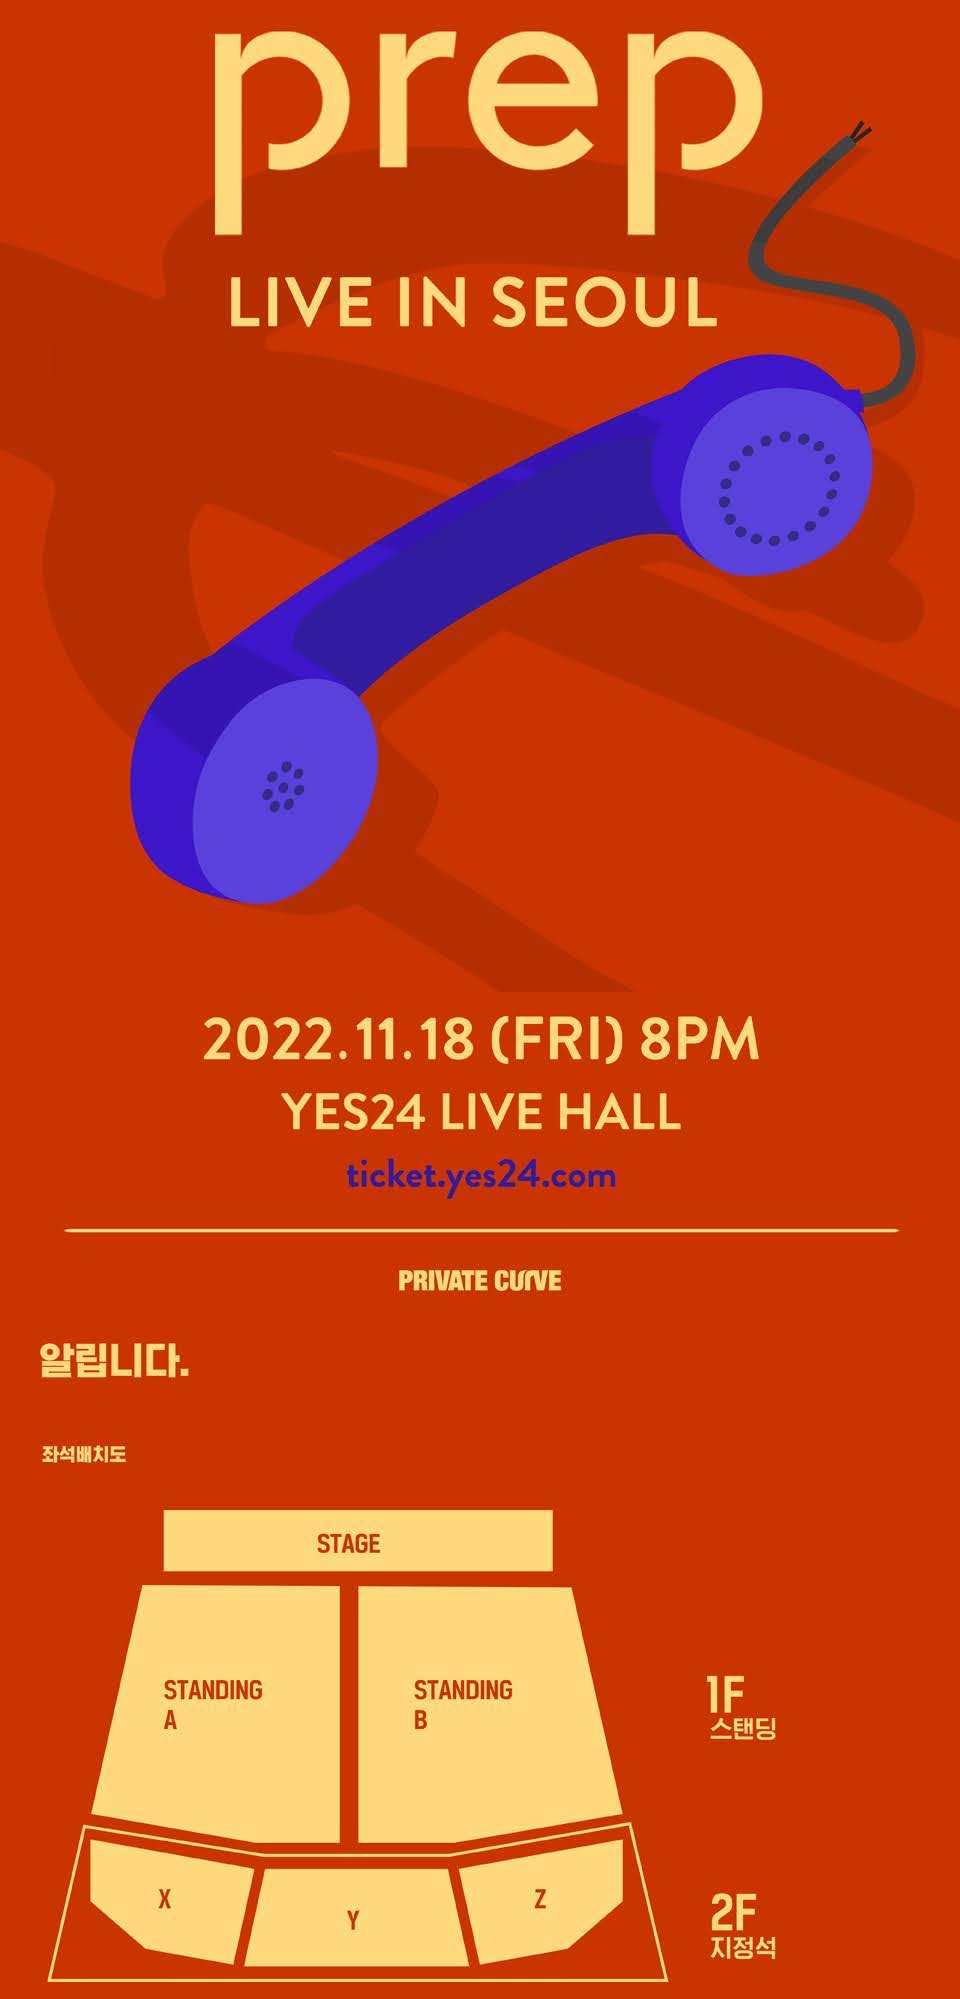 prep
LIVE IN SEOUL
2022.11.18 (FRI) 8PM
YES24 LIVE HALL
ticket.yes24.com
PRIVATE CURVE
알립니다.
좌석배치도
STAGE
STANDING
A
STANDING
B
1F
스탠딩
X
Y
Z
2F
지정석